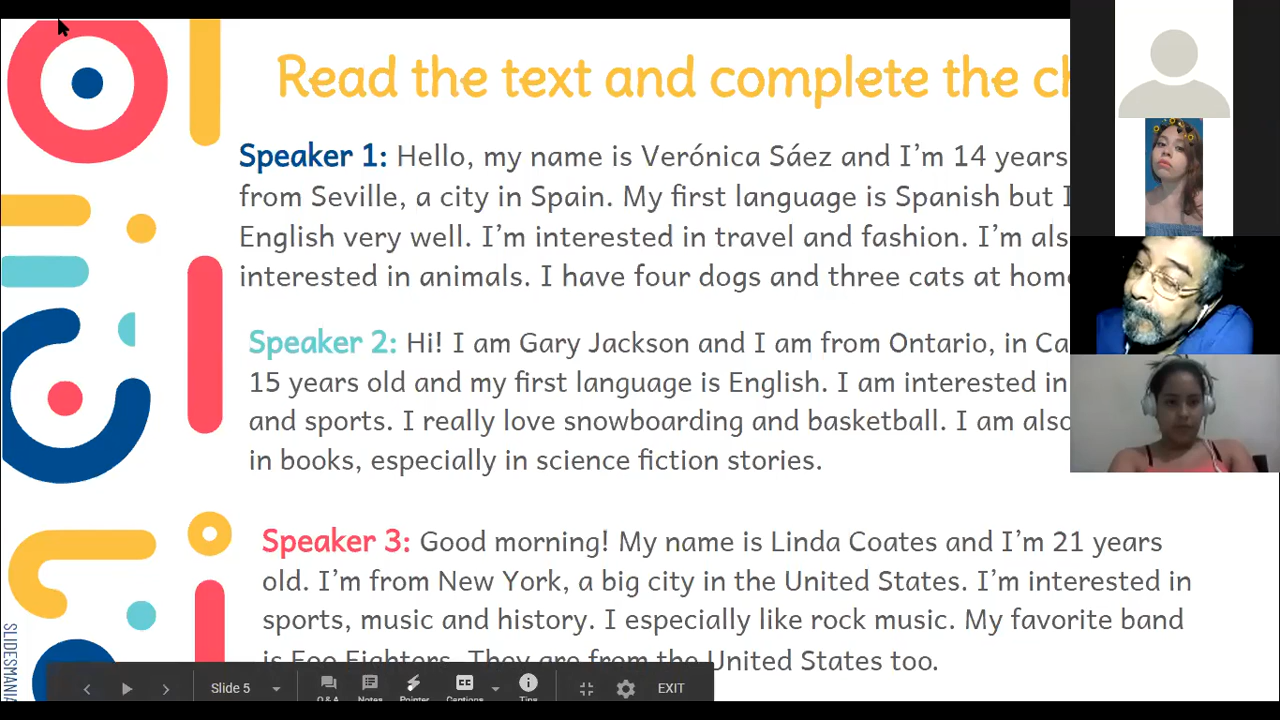 Read the text and complete the
Speaker 1: Hello, my name is Verónica Sáez and I'm 14 years
from Seville, a city in Spain. My first language is Spanish but I
English very well. I'm interested in travel and fashion. I'm
interested in animals. I have four dogs and three cats at
Speaker 2: Hi! I am Gary Jackson and I am from Ontario, in
15 years old and my first language is English. I am interested in
and sports. I really love snowboarding and basketball. I am
in books, especially in science fiction stories.
Speaker 3: Good morning! My name is Linda Coates and I'm 21 years
old. I'm from New York, a big city in the United States. I'm interested in
sports, music and history. I especially like rock music. My favorite band
is Foo Fighters. They are from the United States too.
SLIDESMANIA
Slide 5
Q & A
Notes
Pointer
Captions
Tips
EXIT